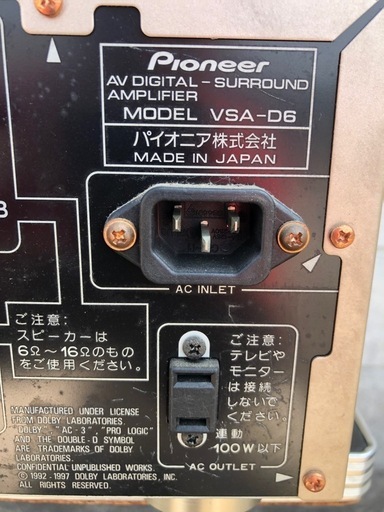 Pioneer
AV DIGITAL-SURROUND
AMPLIFIER
MODEL VSA-D6
パイオニア株式会社
MADE IN JAPAN
B
AC INLET
ご注意:
スピーカーは
6Ω～16Ωのもの
をご使用ください。
ご注意:
テレビや
モニター
は接続
しないで
ください
連動
100W以下
AC OUTLET
MANUFACTURED UNDER LICENSE
FROM DOLBY LABORATORIES.
DOLBY" "AC-3" "PRO LOGIC"
AND THE DOUBLE-D SYMBOL
ARE TRADEMARKS OF DOLBY
LABORATORIES.
CONFIDENTIAL UNPUBLISHED WORKS.
©1992-1997 DOLBY LABORATORIES, INC.
ALL RIGHTS RESERVED.